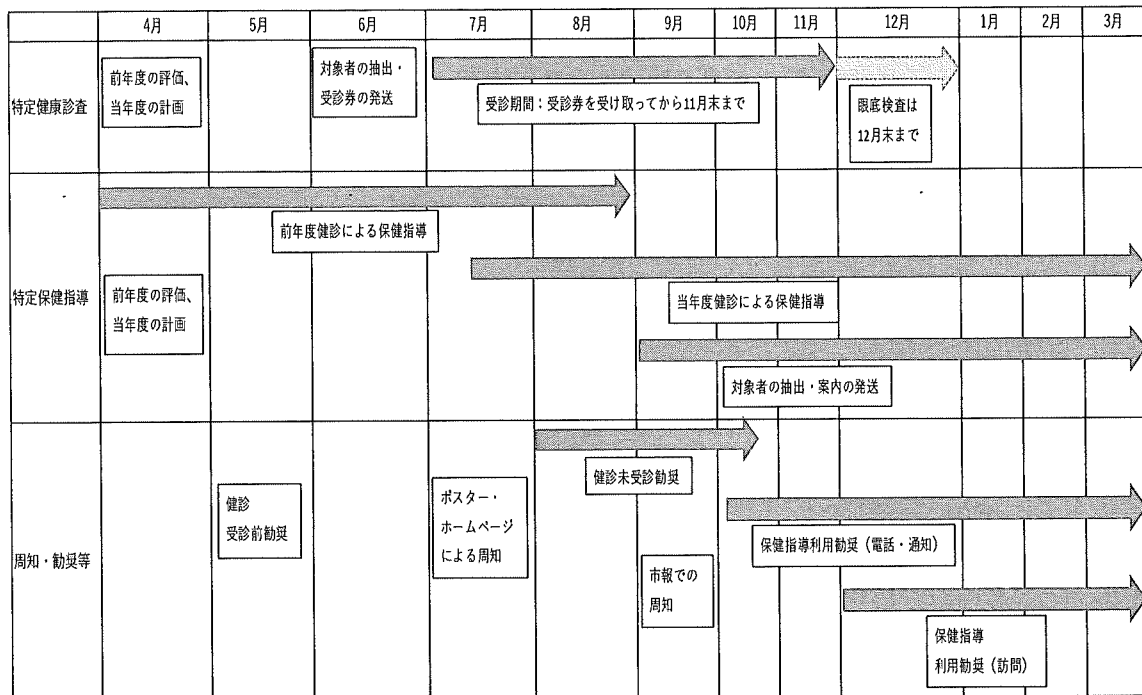 4月 5月 6月 7月 8月 9月 10月 11月 12月 1月 2月 3月
特定健康診査
前年度の評価、
当年度の計画
対象者の抽出・
受診券の発送
受診期間：受診券を受け取ってから11月末まで
眼底検査は
12月末まで
特定保健指導
前年度健診による保健指導
前年度の評価、
当年度の計画
当年度健診による保健指導
対象者の抽出・案内の発送
周知・勧奨等
健診未受診勧奨
健診
受診前勧奨
ポスター・
ホームページ
による周知
保健指導利用勧奨（電話・通知）
市報での
周知
保健指導
利用勧奨（訪問）